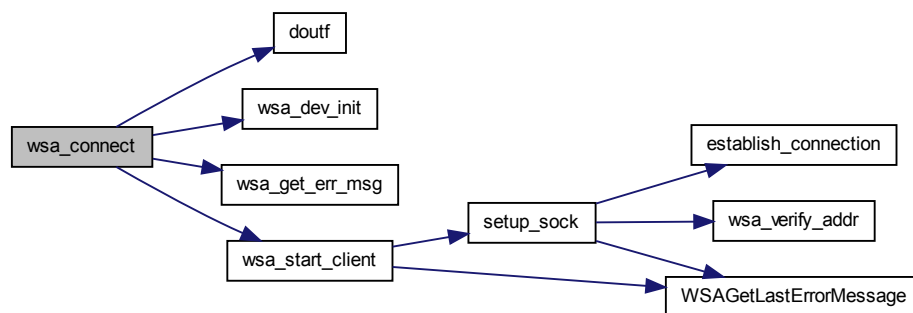 doutf
wsa_dev_init
wsa_connect
wsa_get_err_msg
wsa_start_client
setup_sock
establish_connection
wsa_verify_addr
WSAGetLastErrorMessage